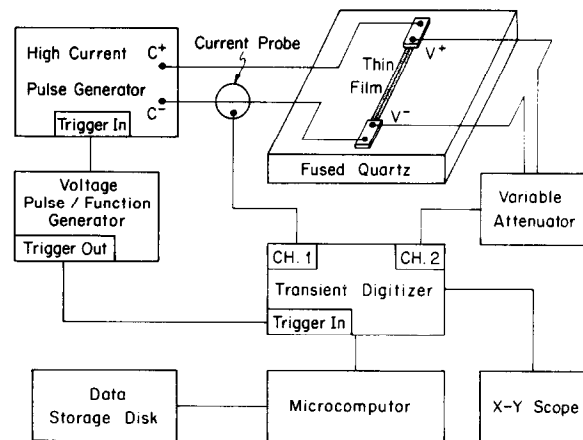 High Current
Pulse Generator
C+
C-
Trigger In
Current Probe
Thin
Film
V+
V-
Fused Quartz
Voltage
Pulse / Function
Generator
Trigger Out
Variable
Attenuator
CH. 1
CH. 2
Transient Digitizer
Trigger In
Data
Storage Disk
Microcomputor
X-Y Scope